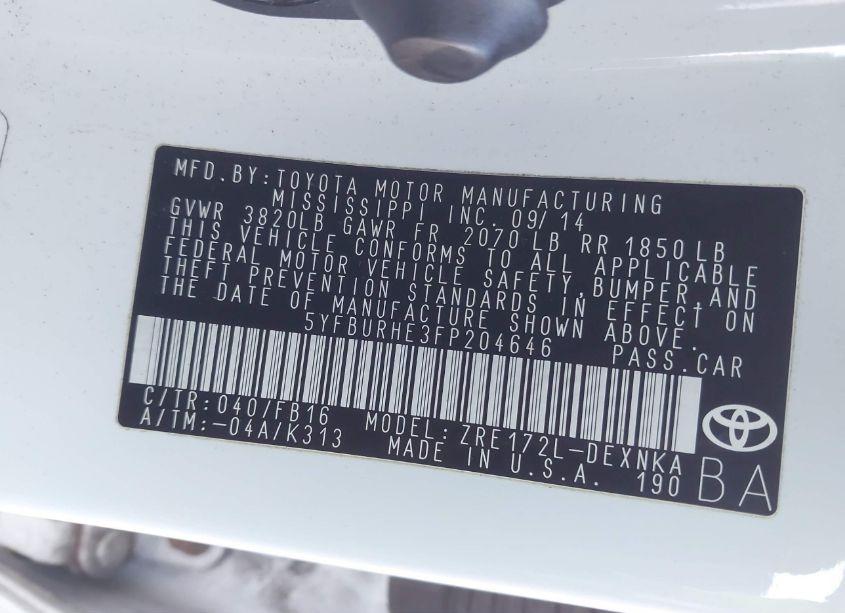 MFD.BY:TOYOTA MOTOR MANUFACTURING
MISSISSIPPI INC. 09/14
GVWR 3820LB GAWR FR 2070 LB RR 1850 LB
THIS VEHICLE CONFORMS TO ALL APPLICABLE
FEDERAL MOTOR VEHICLE SAFETY,BUMPER,AND
THEFT PREVENTION STANDARDS IN EFFECT ON
THE DATE OF MANUFACTURE SHOWN ABOVE.
5YFBURHE3FP204646 PASS.CAR
C/TR:040/FB16 MODEL:ZRE172L-DEXNKA
A/TM:-04A/K313 MADE IN U.S.A. 190
BA